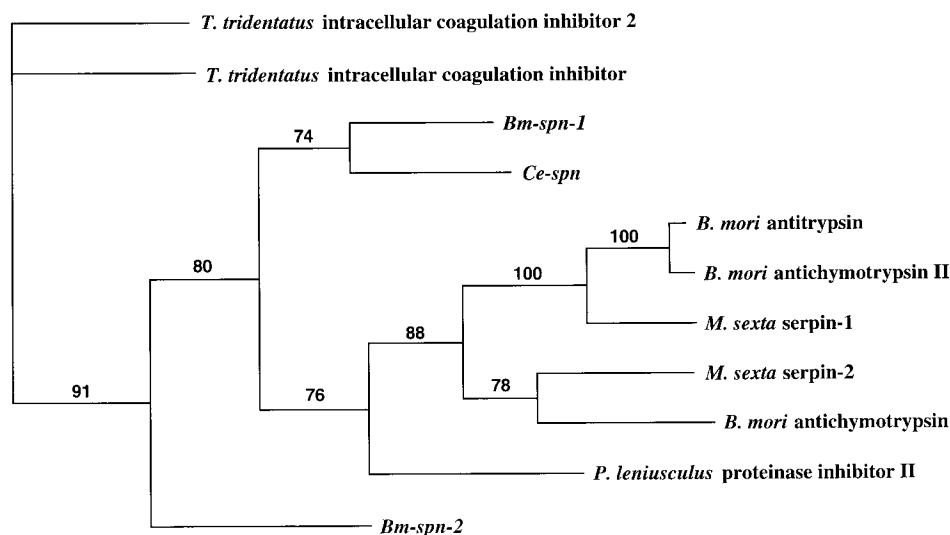 T. tridentatus intracellular coagulation inhibitor 2
T. tridentatus intracellular coagulation inhibitor
74
Bm-spn-1
Ce-spn
B. mori antitrypsin
100
80
100
B. mori antichymotrypsin II
M. sexta serpin-1
88
M. sexta serpin-2
91
76
78
B. mori antichymotrypsin
P. leniusculus proteinase inhibitor II
Bm-spn-2